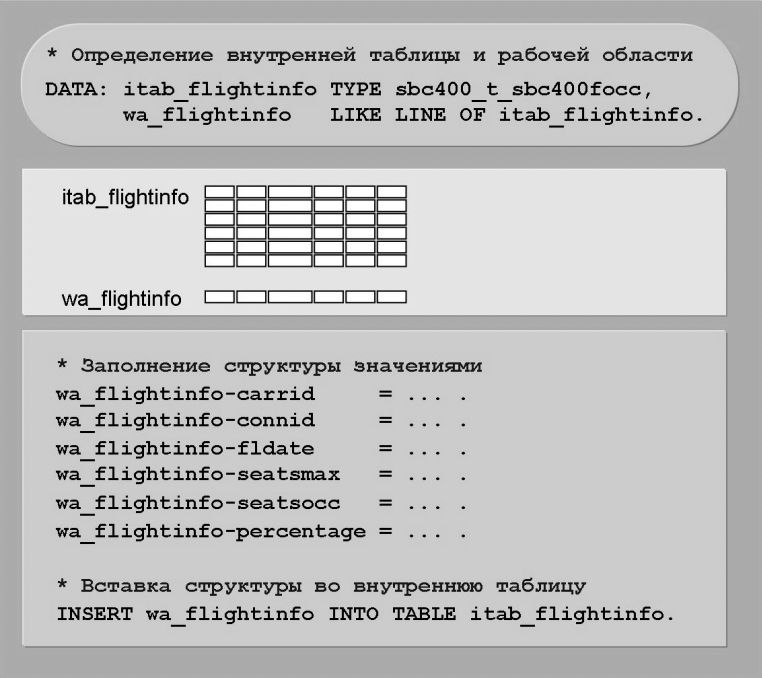 * Определение внутренней таблицы и рабочей области
DATA: itab_flightinfo TYPE sbc400_t_sbc400focc,
wa_flightinfo LIKE LINE OF itab_flightinfo.
itab_flightinfo
wa_flightinfo
* Заполнение структуры значениями
wa_flightinfo-carrid = ... .
wa_flightinfo-connid = ... .
wa_flightinfo-fldate = ... .
wa_flightinfo-seatsmax = ... .
wa_flightinfo-seatsocc = ... .
wa_flightinfo-percentage = ... .
* Вставка структуры во внутреннюю таблицу
INSERT wa_flightinfo INTO TABLE itab_flightinfo.